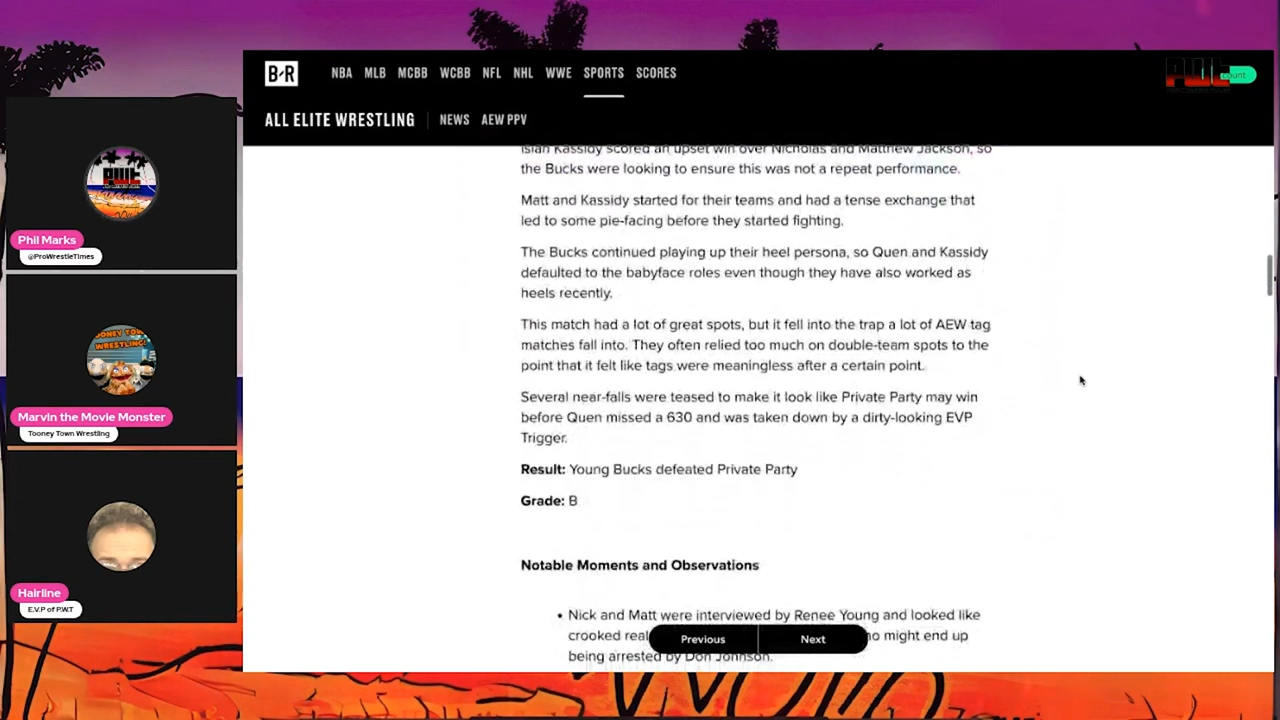 B/R
NBA MLB MCBB WCBB NFL NHL WWE SPORTS SCORES
PWT
count
ALL ELITE WRESTLING NEWS AEW PPV
Isiah Kassidy scored an upset win over Nicholas and Matthew Jackson, so
the Bucks were looking to ensure this was not a repeat performance.
Matt and Kassidy started for their teams and had a tense exchange that
led to some pie-facing before they started fighting.
The Bucks continued playing up their heel persona, so Quen and Kassidy
defaulted to the babyface roles even though they have also worked as
heels recently.
This match had a lot of great spots, but it fell into the trap a lot of AEW tag
matches fall into. They often relied too much on double-team spots to the
point that it felt like tags were meaningless after a certain point.
Several near-falls were teased to make it look like Private Party may win
before Quen missed a 630 and was taken down by a dirty-looking EVP
Trigger.
Result: Young Bucks defeated Private Party
Grade: B
Notable Moments and Observations
• Nick and Matt were interviewed by Renee Young and looked like
crooked real who might end up
being arrested by Don Johnson.
Previous Next
PWT
Phil Marks
@ProWrestleTimes
TOONEY TOWN
WRESTLING!
Marvin the Movie Monster
Tooney Town Wrestling
Hairline
E.V.P of P.W.T